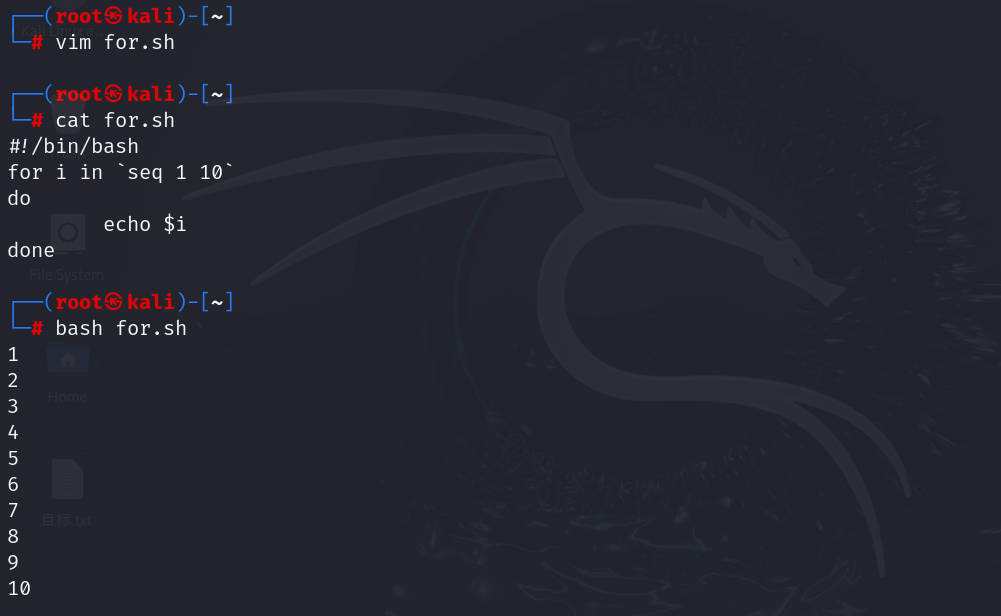 ┌──(root㉿kali)-[~]
└─# vim for.sh
┌──(root㉿kali)-[~]
└─# cat for.sh
#!/bin/bash
for i in `seq 1 10`
do
        echo $i
done
File System
┌──(root㉿kali)-[~]
└─# bash for.sh
1
2
Home
3
4
5
6
7
目标.txt
8
9
10